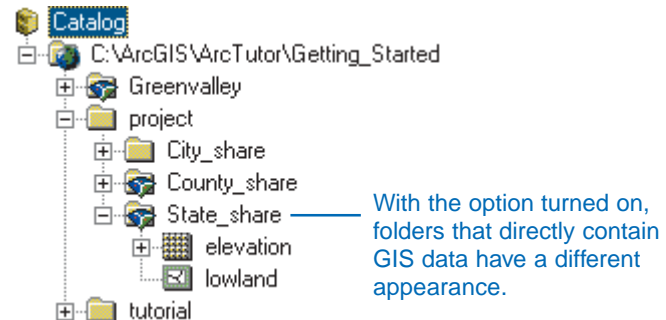 Catalog
C:\ArcGIS\ArcTutor\Getting_Started
Greenvalley
project
City_share
County_share
State_share
With the option turned on,
folders that directly contain
GIS data have a different
appearance.
elevation
lowland
tutorial